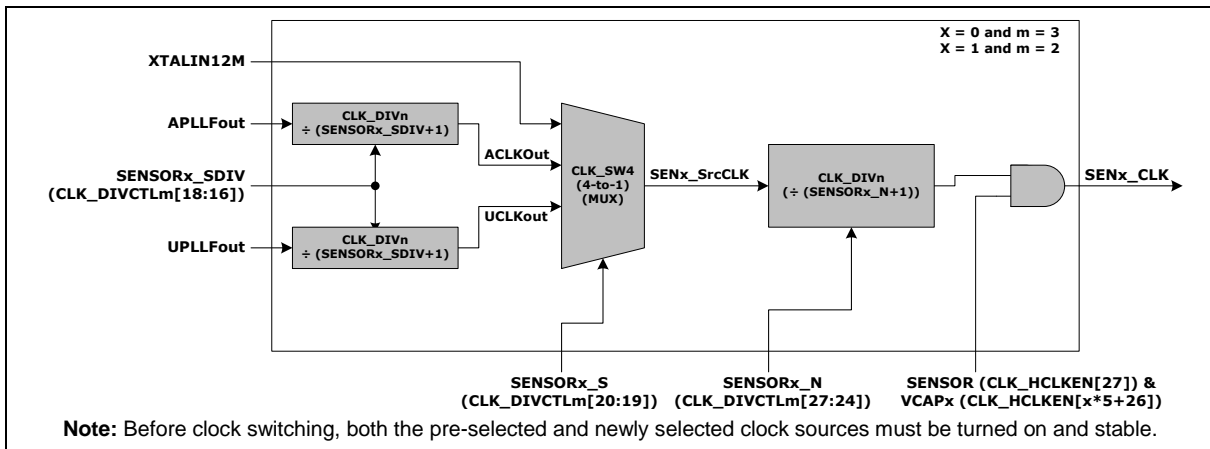 X = 0 and m = 3
X = 1 and m = 2
XTALIN12M
APLLFout
CLK_DIVn
÷ (SENSORx_SDIV+1)
ACLKOut
SENSORx_SDIV
(CLK_DIVCTLm[18:16])
UCLKout
UPLLFout
CLK_DIVn
÷ (SENSORx_SDIV+1)
CLK_SW4
(4-to-1)
(MUX)
SENx_SrcCLK
CLK_DIVn
(÷ (SENSORx_N+1))
SENx_CLK
SENSORx_S
(CLK_DIVCTLm[20:19])
SENSORx_N
(CLK_DIVCTLm[27:24])
SENSOR (CLK_HCLKEN[27]) &
VCAPx (CLK_HCLKEN[x*5+26])
Note: Before clock switching, both the pre-selected and newly selected clock sources must be turned on and stable.